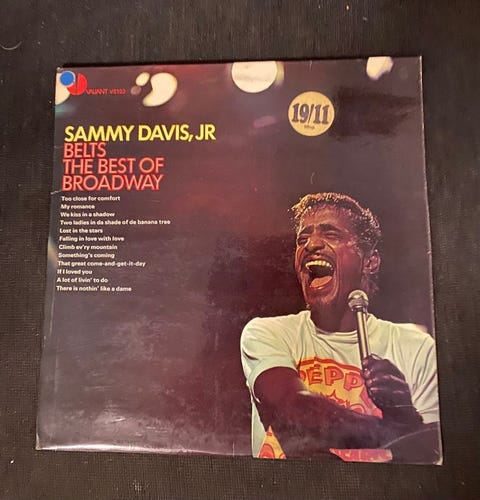 VALIANT VS103
19/11
SAMMY DAVIS, JR
BELTS
THE BEST OF
BROADWAY
Too close for comfort
My romance
We kiss in a shadow
Two ladies in da shade of de banana tree
Lost in the stars
Falling in love with love
Climb ev'ry mountain
Something's coming
That great come-and-get-it-day
If I loved you
A lot of livin' to do
There is nothin' like a dame